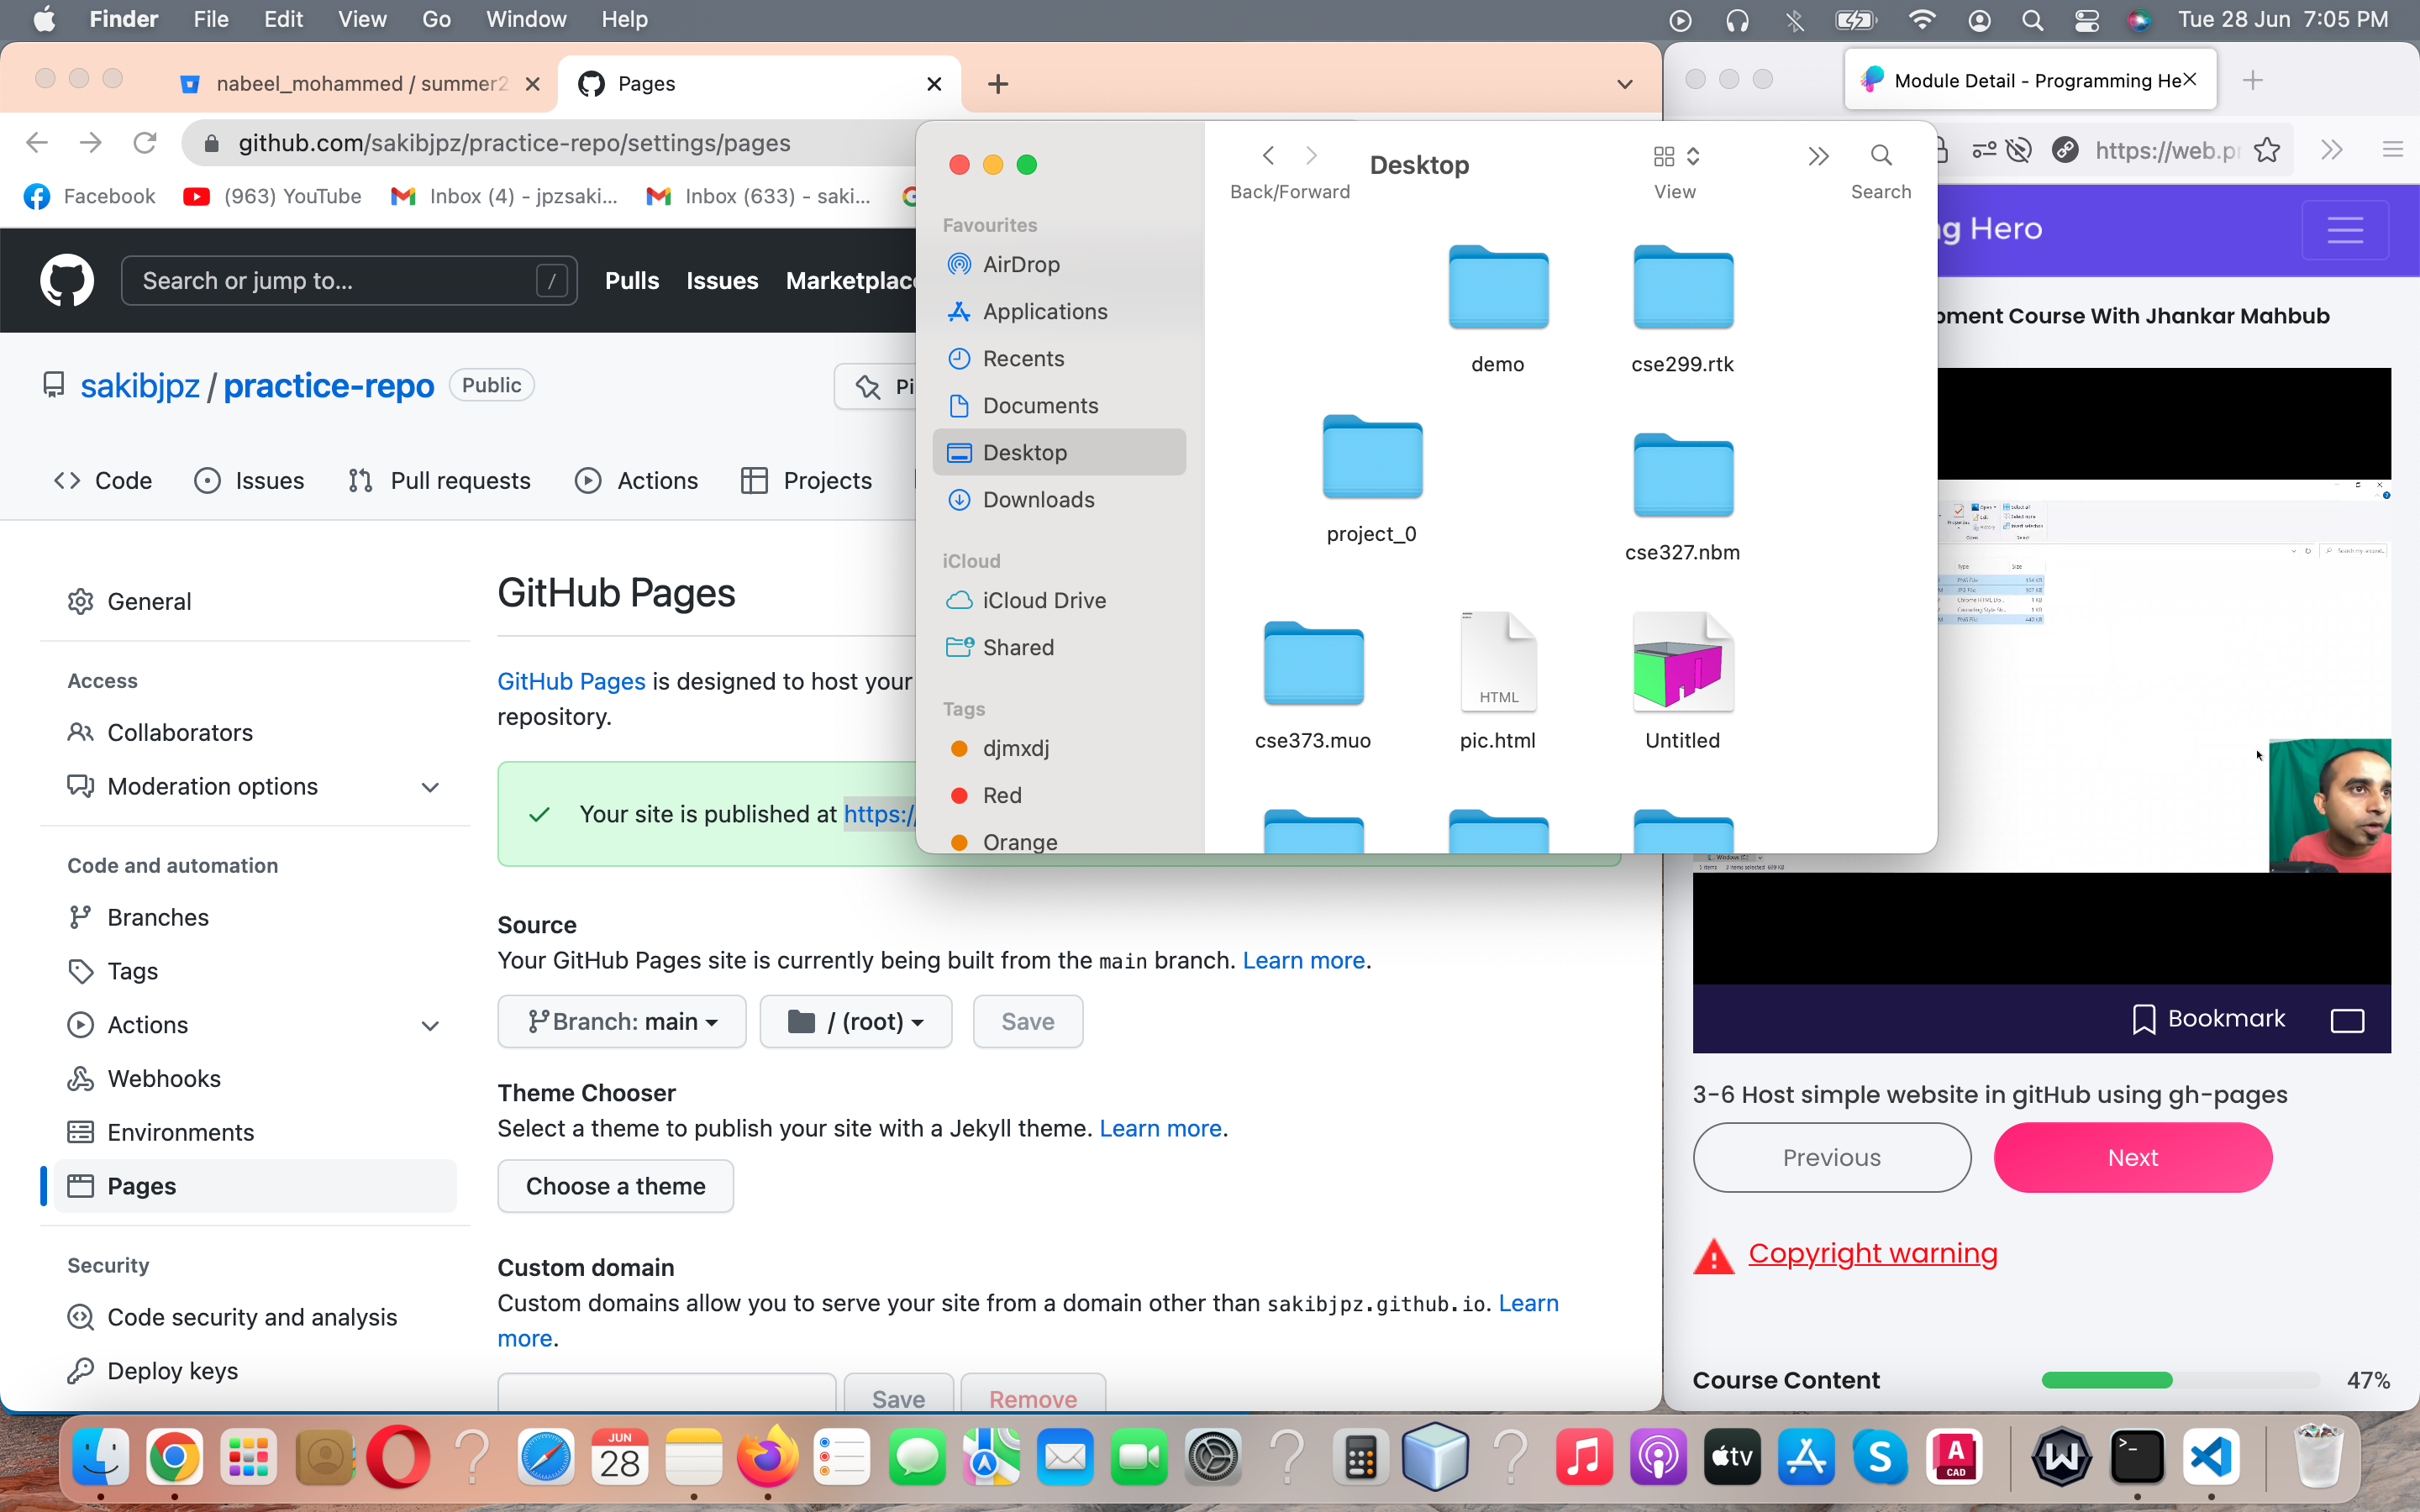 Finder File Edit View Go Window Help Tue 28 Jun 7:05 PM
nabeel_mohammed / summer2
Pages
github.com/sakibjpz/practice-repo/settings/pages
Facebook (963) YouTube Inbox (4) - jpzsaki... Inbox (633) - saki...
Search or jump to... / Pulls Issues Marketplac
sakibjpz / practice-repo Public Pi
Code Issues Pull requests Actions Projects
General
Access
Collaborators
Moderation options
Code and automation
Branches
Tags
Actions
Webhooks
Environments
Pages
Security
Code security and analysis
Deploy keys
GitHub Pages
GitHub Pages is designed to host your
repository.
Your site is published at https:/
Source
Your GitHub Pages site is currently being built from the main branch. Learn more.
Branch: main / (root) Save
Theme Chooser
Select a theme to publish your site with a Jekyll theme. Learn more.
Choose a theme
Custom domain
Custom domains allow you to serve your site from a domain other than sakibjpz.github.io. Learn
more.
Save Remove
Desktop
Back/Forward View Search
Favourites
AirDrop
Applications
Recents
Documents
Desktop
Downloads
iCloud
iCloud Drive
Shared
Tags
djmxdj
Red
Orange
demo cse299.rtk
project_0
cse327.nbm
HTML
cse373.muo pic.html Untitled
Module Detail - Programming He
https://web.pr
ng Hero
pment Course With Jhankar Mahbub
Bookmark
3-6 Host simple website in gitHub using gh-pages
Previous Next
Copyright warning
Course Content 47%
JUN
28
tv
A
CAD